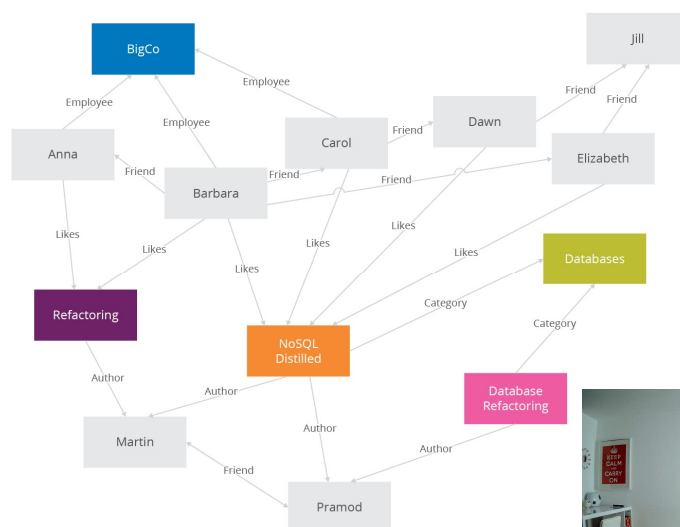 BigCo
Jill
Employee
Employee
Employee
Friend
Friend
Anna
Carol
Friend
Dawn
Elizabeth
Friend
Barbara
Friend
Friend
Likes
Likes
Likes
Likes
Likes
Likes
Databases
Refactoring
Category
NoSQL
Distilled
Category
Author
Author
Database
Refactoring
Author
Author
Martin
Friend
Pramod
KEEP
CALM
AND
CARRY
ON